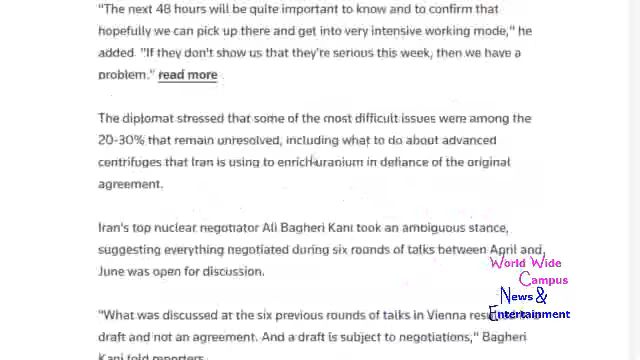 "The next 48 hours will be quite important to know and to confirm that
hopefully we can pick up there and get into very intensive working mode," he
added. "If they don't show us that they're serious this week, then we have a
problem." read more
The diplomat stressed that some of the most difficult issues were among the
20-30% that remain unresolved, including what to do about advanced
centrifuges that Iran is using to enrich uranium in defiance of the original
agreement.
Iran's top nuclear negotiator Ali Bagheri Kani took an ambiguous stance,
suggesting everything negotiated during six rounds of talks between April and
June was open for discussion.
World Wide
Campus
News &
Entertainment
"What was discussed at the six previous rounds of talks in Vienna
draft and not an agreement. And a draft is subject to negotiations," Bagheri
Kani told reporters